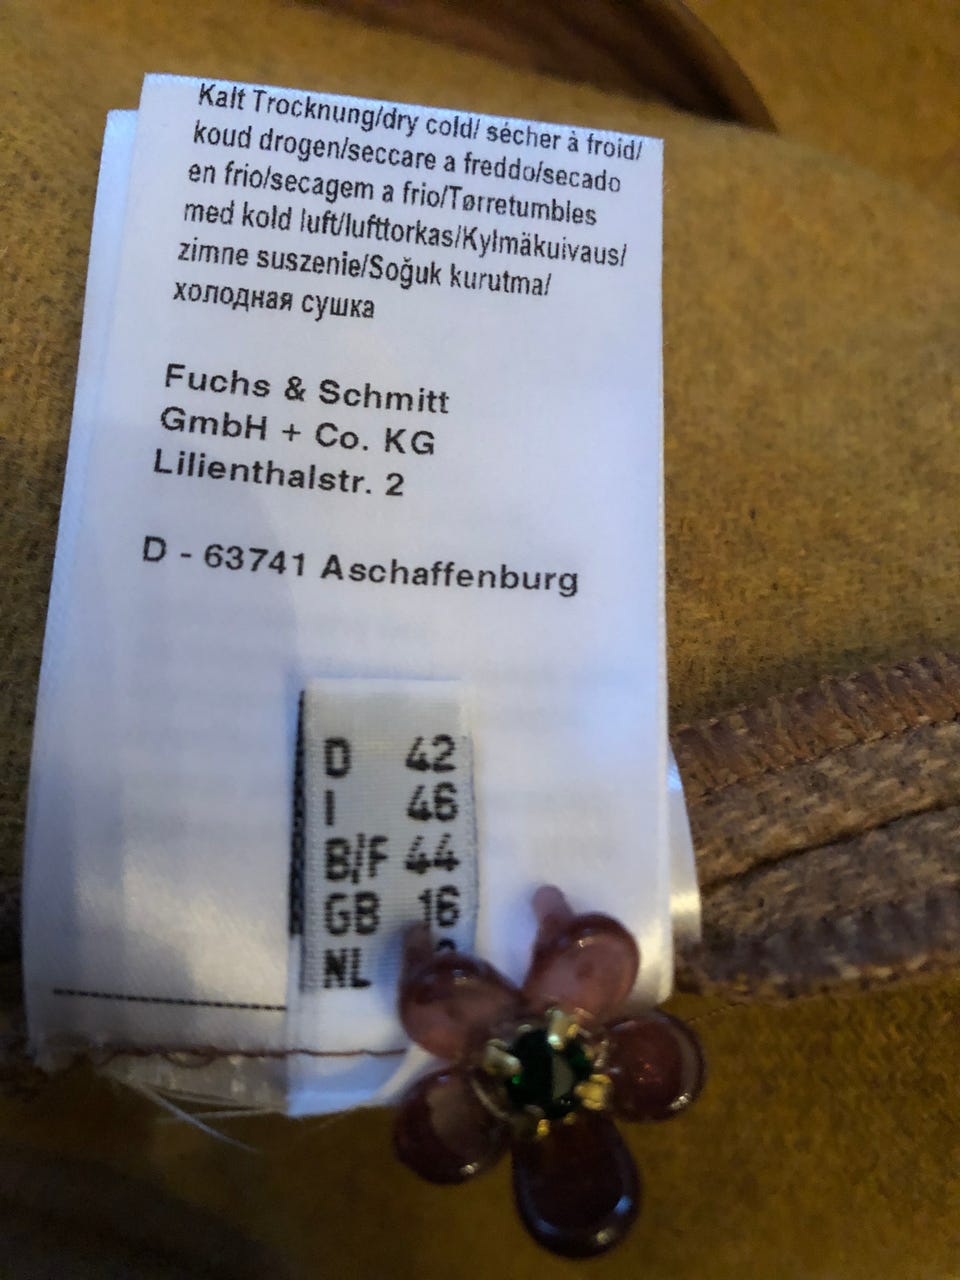 Kalt Trocknung/dry cold/ sécher à froid/
koud drogen/seccare a freddo/secado
en frio/secagem a frio/Tørretumbles
med kold luft/lufttorkas/Kylmäkuivaus/
zimne suszenie/Soğuk kurutma/
холодная сушка
Fuchs & Schmitt
GmbH + Co. KG
Lilienthalstr. 2
D - 63741 Aschaffenburg
D 42
I 46
B/F 44
GB 16
NL